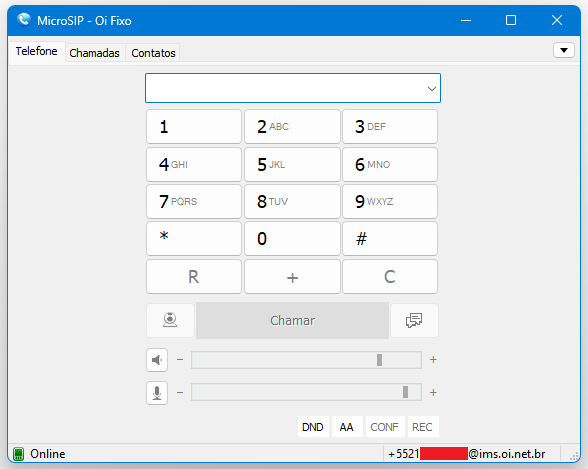 MicroSIP - Oi Fixo
Telefone Chamadas Contatos
1 2 ABC 3 DEF
4 GHI 5 JKL 6 MNO
7 PQRS 8 TUV 9 WXYZ
* 0 #
R + C
Chamar
− +
− +
DND AA CONF REC
Online +5521 @ims.oi.net.br